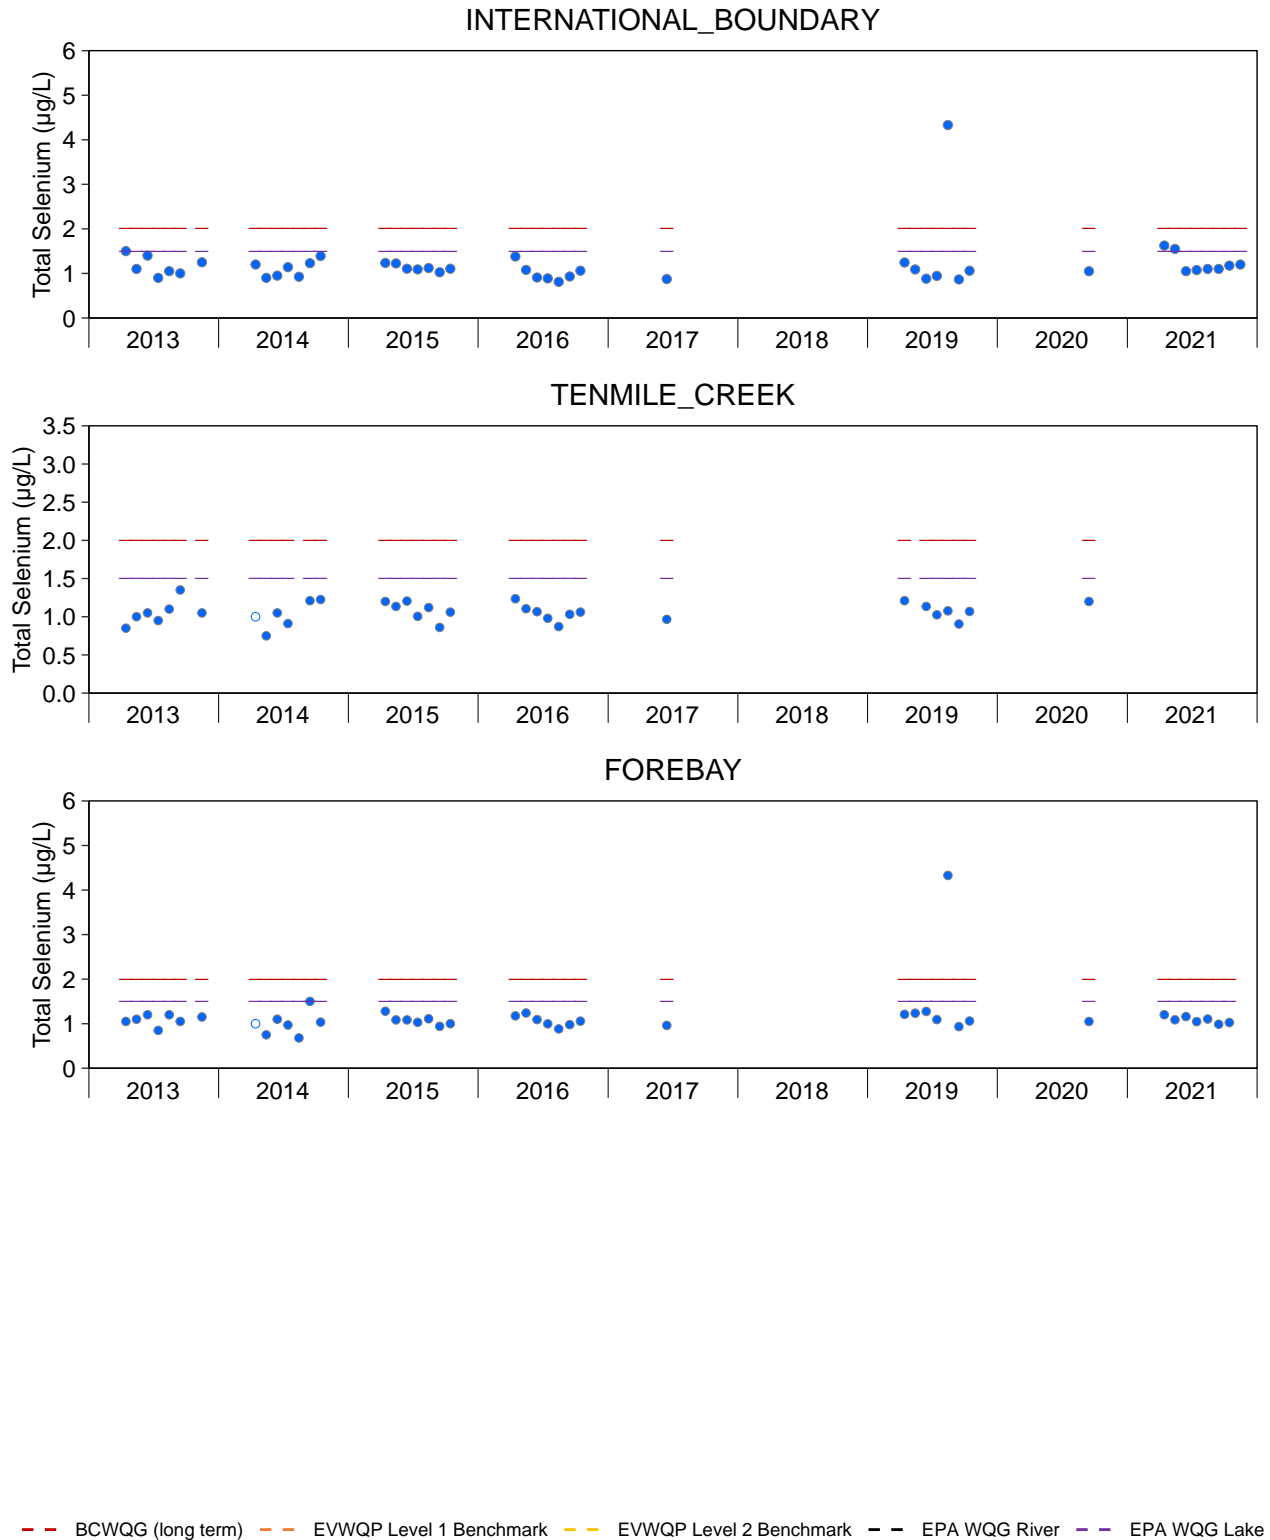 INTERNATIONAL_BOUNDARY
Total Selenium (µg/L)
6
5
4
3
2
1
0
2013 2014 2015 2016 2017 2018 2019 2020 2021
TENMILE_CREEK
Total Selenium (µg/L)
3.5
3.0
2.5
2.0
1.5
1.0
0.5
0.0
2013 2014 2015 2016 2017 2018 2019 2020 2021
FOREBAY
Total Selenium (µg/L)
6
5
4
3
2
1
0
2013 2014 2015 2016 2017 2018 2019 2020 2021
BCWQG (long term) EVWQP Level 1 Benchmark EVWQP Level 2 Benchmark EPA WQG River EPA WQG Lake